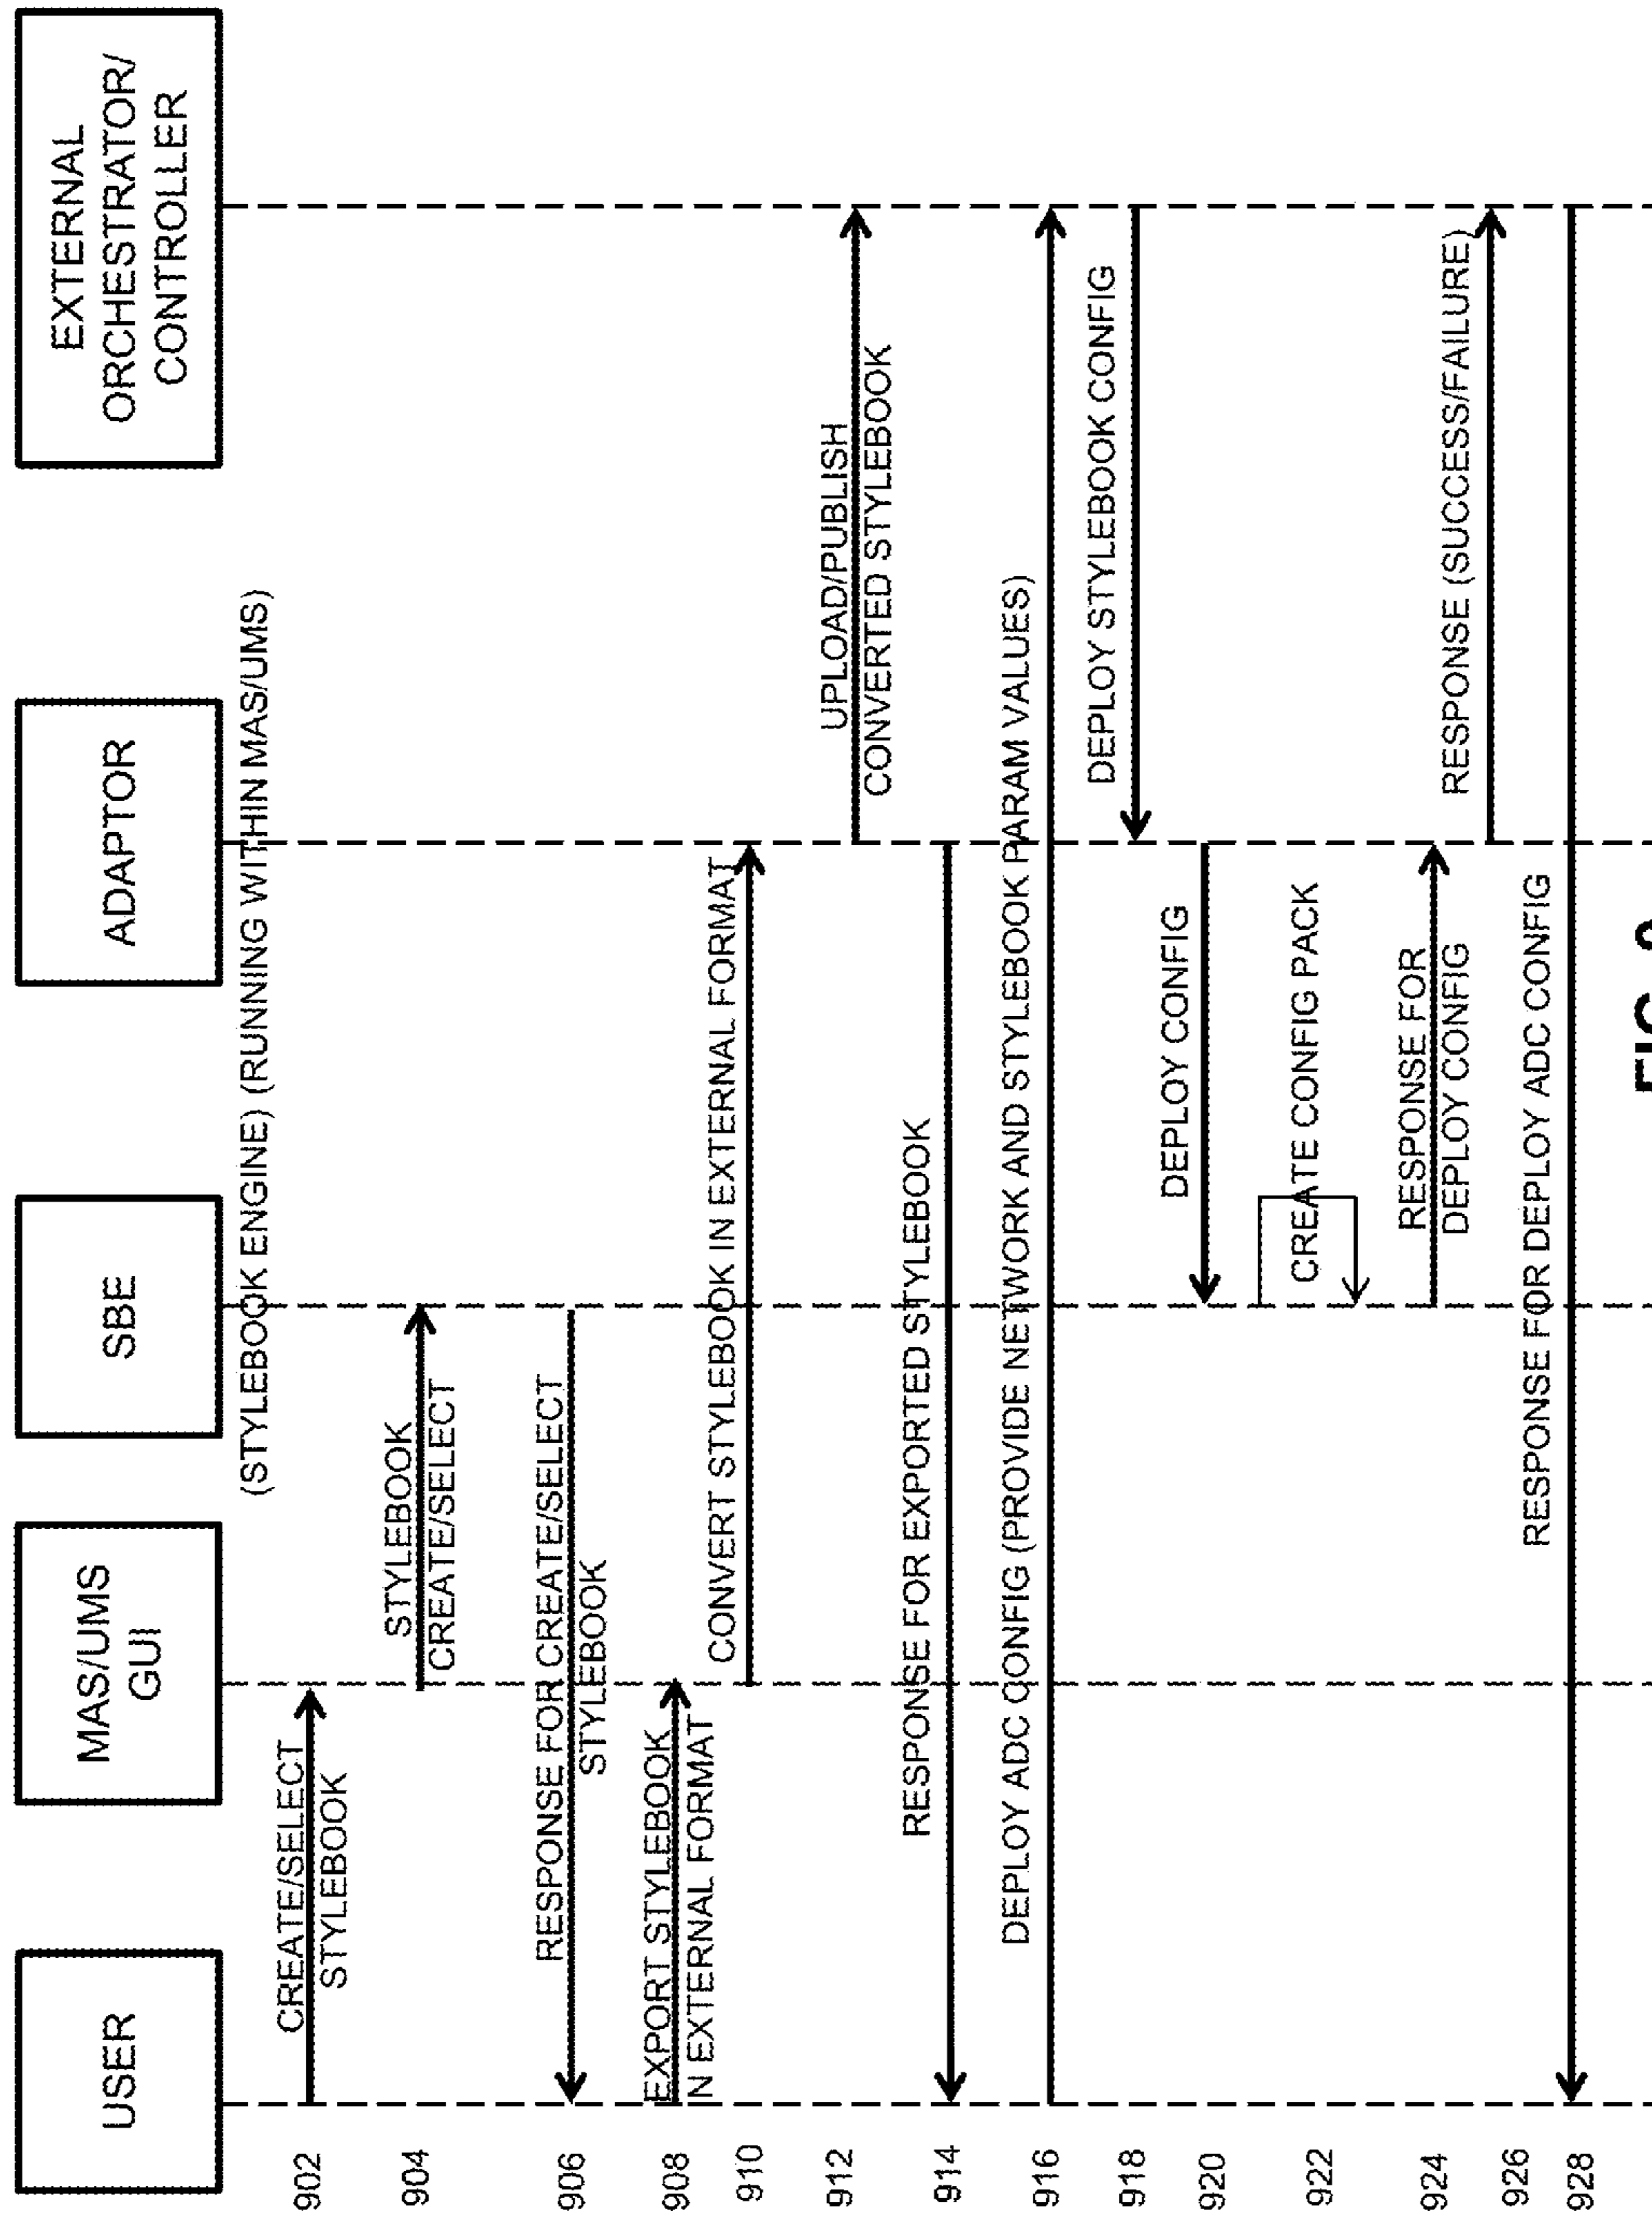 USER
MAS/UMS
GUI
SBE
ADAPTOR
EXTERNAL
ORCHESTRATOR/
CONTROLLER
(STYLEBOOK ENGINE) (RUNNING WITHIN MAS/UMS)
902
CREATE/SELECT
STYLEBOOK
904
STYLEBOOK
CREATE/SELECT
906
RESPONSE FOR CREATE/SELECT
STYLEBOOK
908
EXPORT STYLEBOOK
N EXTERNAL FORMAT
910
CONVERT STYLEBOOK IN EXTERNAL FORMAT
912
UPLOAD/PUBLISH
CONVERTED STYLEBOOK
914
RESPONSE FOR EXPORTED STYLEBOOK
916
DEPLOY ADC CONFIG (PROVIDE NETWORK AND STYLEBOOK PARAM VALUES)
918
DEPLOY STYLEBOOK CONFIG
920
DEPLOY CONFIG
922
CREATE CONFIG PACK
924
RESPONSE FOR
DEPLOY CONFIG
926
RESPONSE (SUCCESS/FAILURE)
928
RESPONSE FOR DEPLOY ADC CONFIG
FIG.